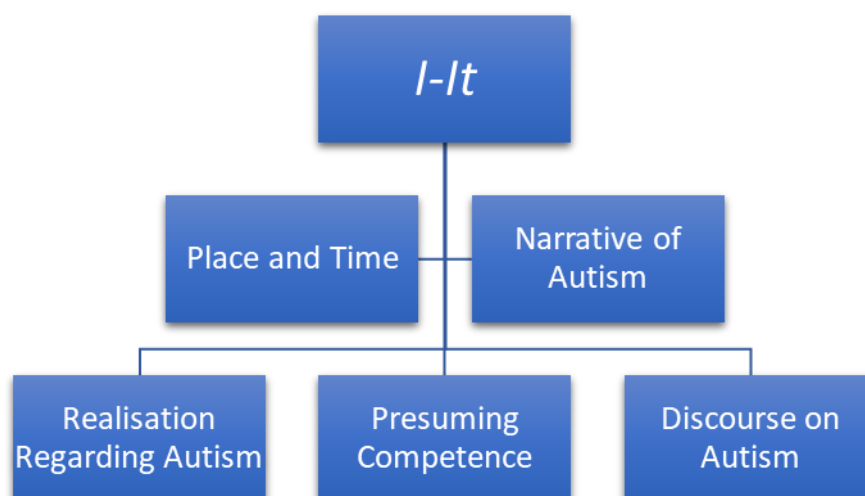 I-It
Place and Time
Narrative of
Autism
Realisation
Regarding Autism
Presuming
Competence
Discourse on
Autism